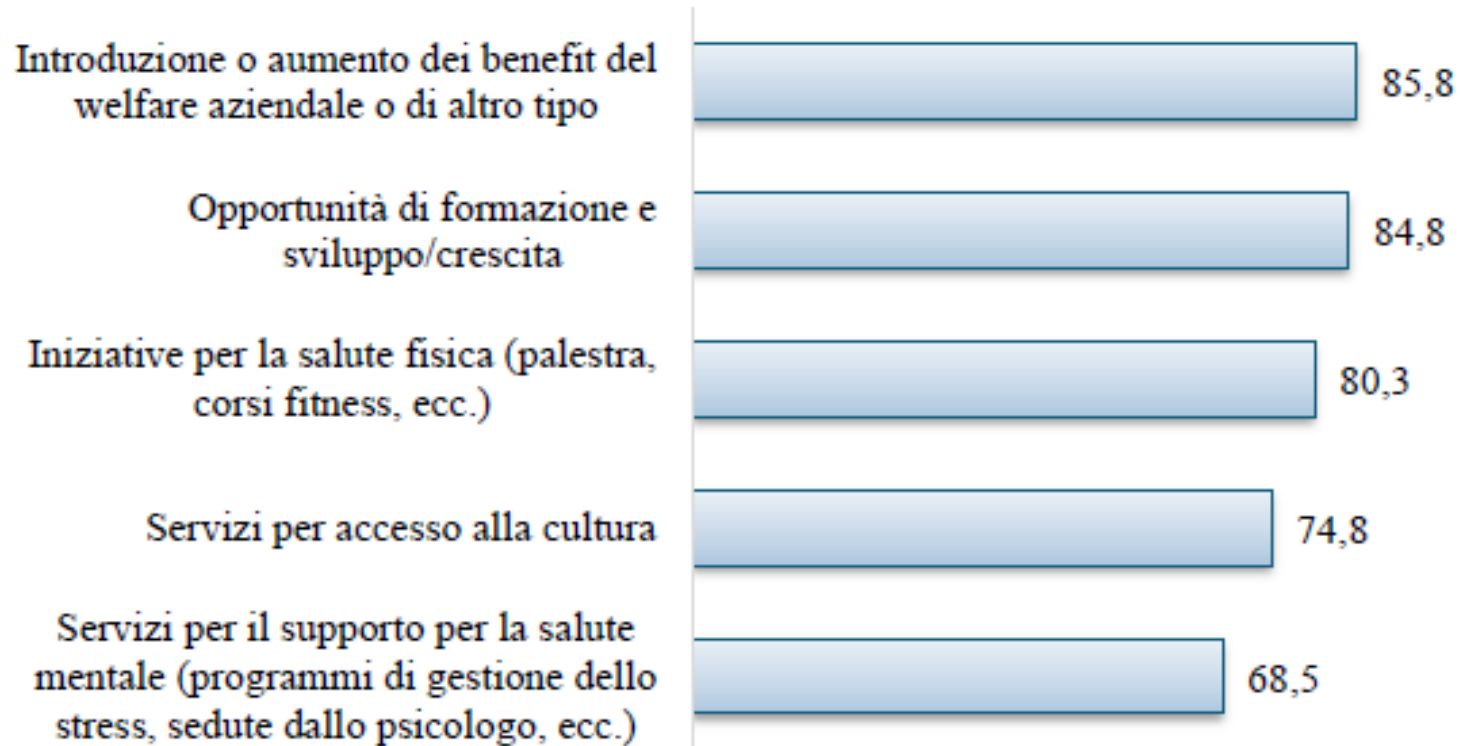 Introduzione o aumento dei benefit del
welfare aziendale o di altro tipo
85,8
Opportunità di formazione e
sviluppo/crescita
84,8
Iniziative per la salute fisica (palestra,
corsi fitness, ecc.)
80,3
Servizi per accesso alla cultura
74,8
Servizi per il supporto per la salute
mentale (programmi di gestione dello
stress, sedute dallo psicologo, ecc.)
68,5